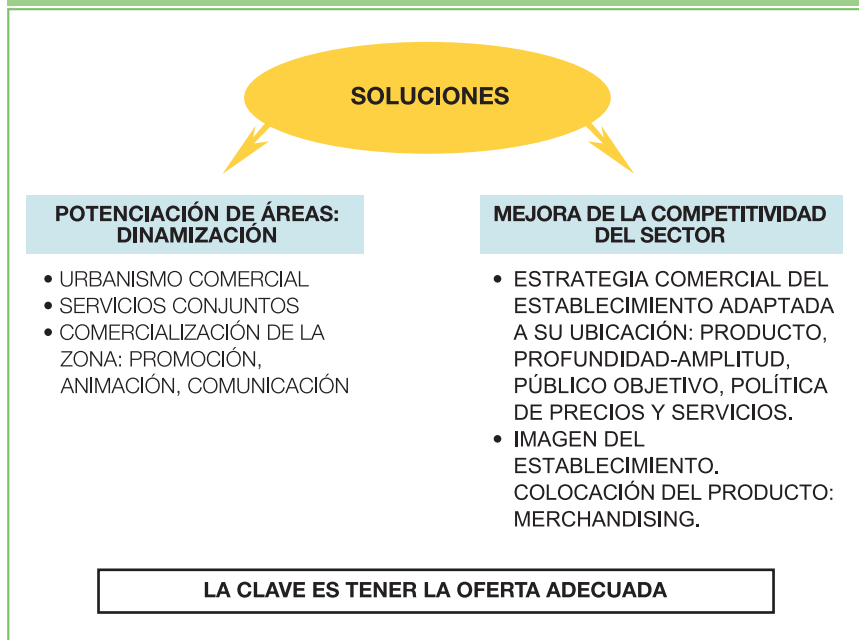 SOLUCIONES
POTENCIACIÓN DE ÁREAS:
DINAMIZACIÓN
• URBANISMO COMERCIAL
• SERVICIOS CONJUNTOS
• COMERCIALIZACIÓN DE LA
ZONA: PROMOCIÓN,
ANIMACIÓN, COMUNICACIÓN
MEJORA DE LA COMPETITIVIDAD
DEL SECTOR
• ESTRATEGIA COMERCIAL DEL
ESTABLECIMIENTO ADAPTADA
A SU UBICACIÓN: PRODUCTO,
PROFUNDIDAD-AMPLITUD,
PÚBLICO OBJETIVO, POLÍTICA
DE PRECIOS Y SERVICIOS.
• IMAGEN DEL
ESTABLECIMIENTO.
COLOCACIÓN DEL PRODUCTO:
MERCHANDISING.
LA CLAVE ES TENER LA OFERTA ADECUADA